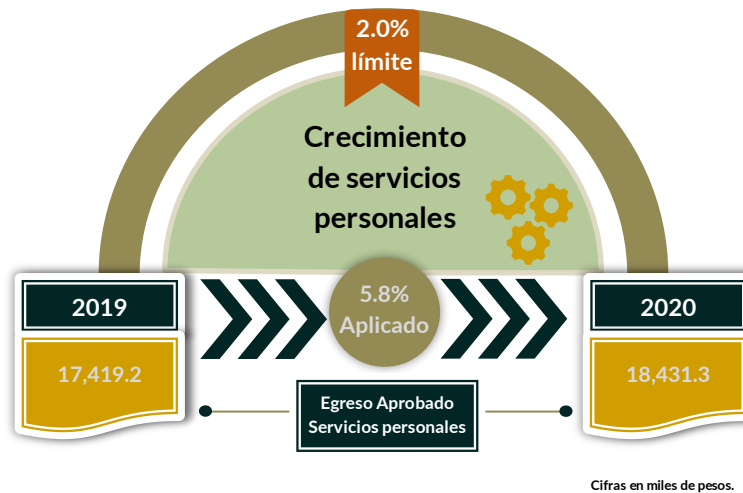 2.0%
límite
Crecimiento
de servicios
personales
5.8%
Aplicado
2019
17,419.2
2020
18,431.3
Egreso Aprobado
Servicios personales
Cifras en miles de pesos.